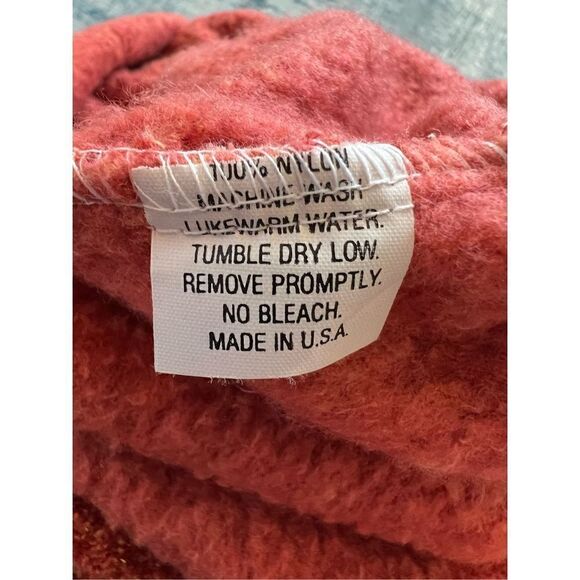 100% NYLON
MACHINE WASH
LUKEWARM WATER.
TUMBLE DRY LOW.
REMOVE PROMPTLY.
NO BLEACH.
MADE IN U.S.A.